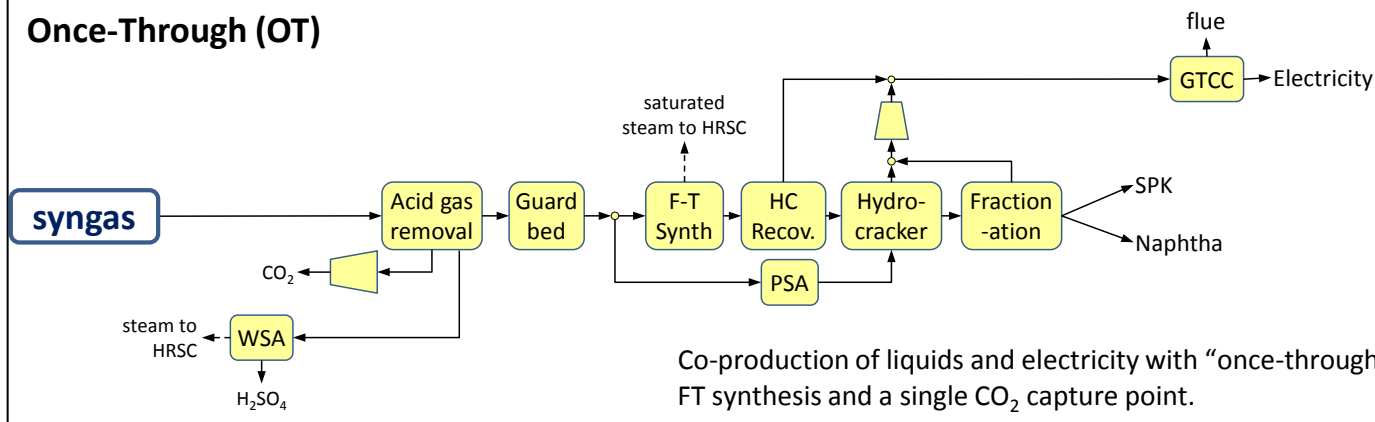 Once-Through (OT)
flue
GTCC
Electricity
saturated
steam to HRSC
syngas
Acid gas
removal
Guard
bed
F-T
Synth
HC
Recov.
Hydro-
cracker
Fraction
-ation
SPK
Naphtha
CO₂
PSA
steam to
HRSC
WSA
H₂SO₄
Co-production of liquids and electricity with “once-through
FT synthesis and a single CO₂ capture point.